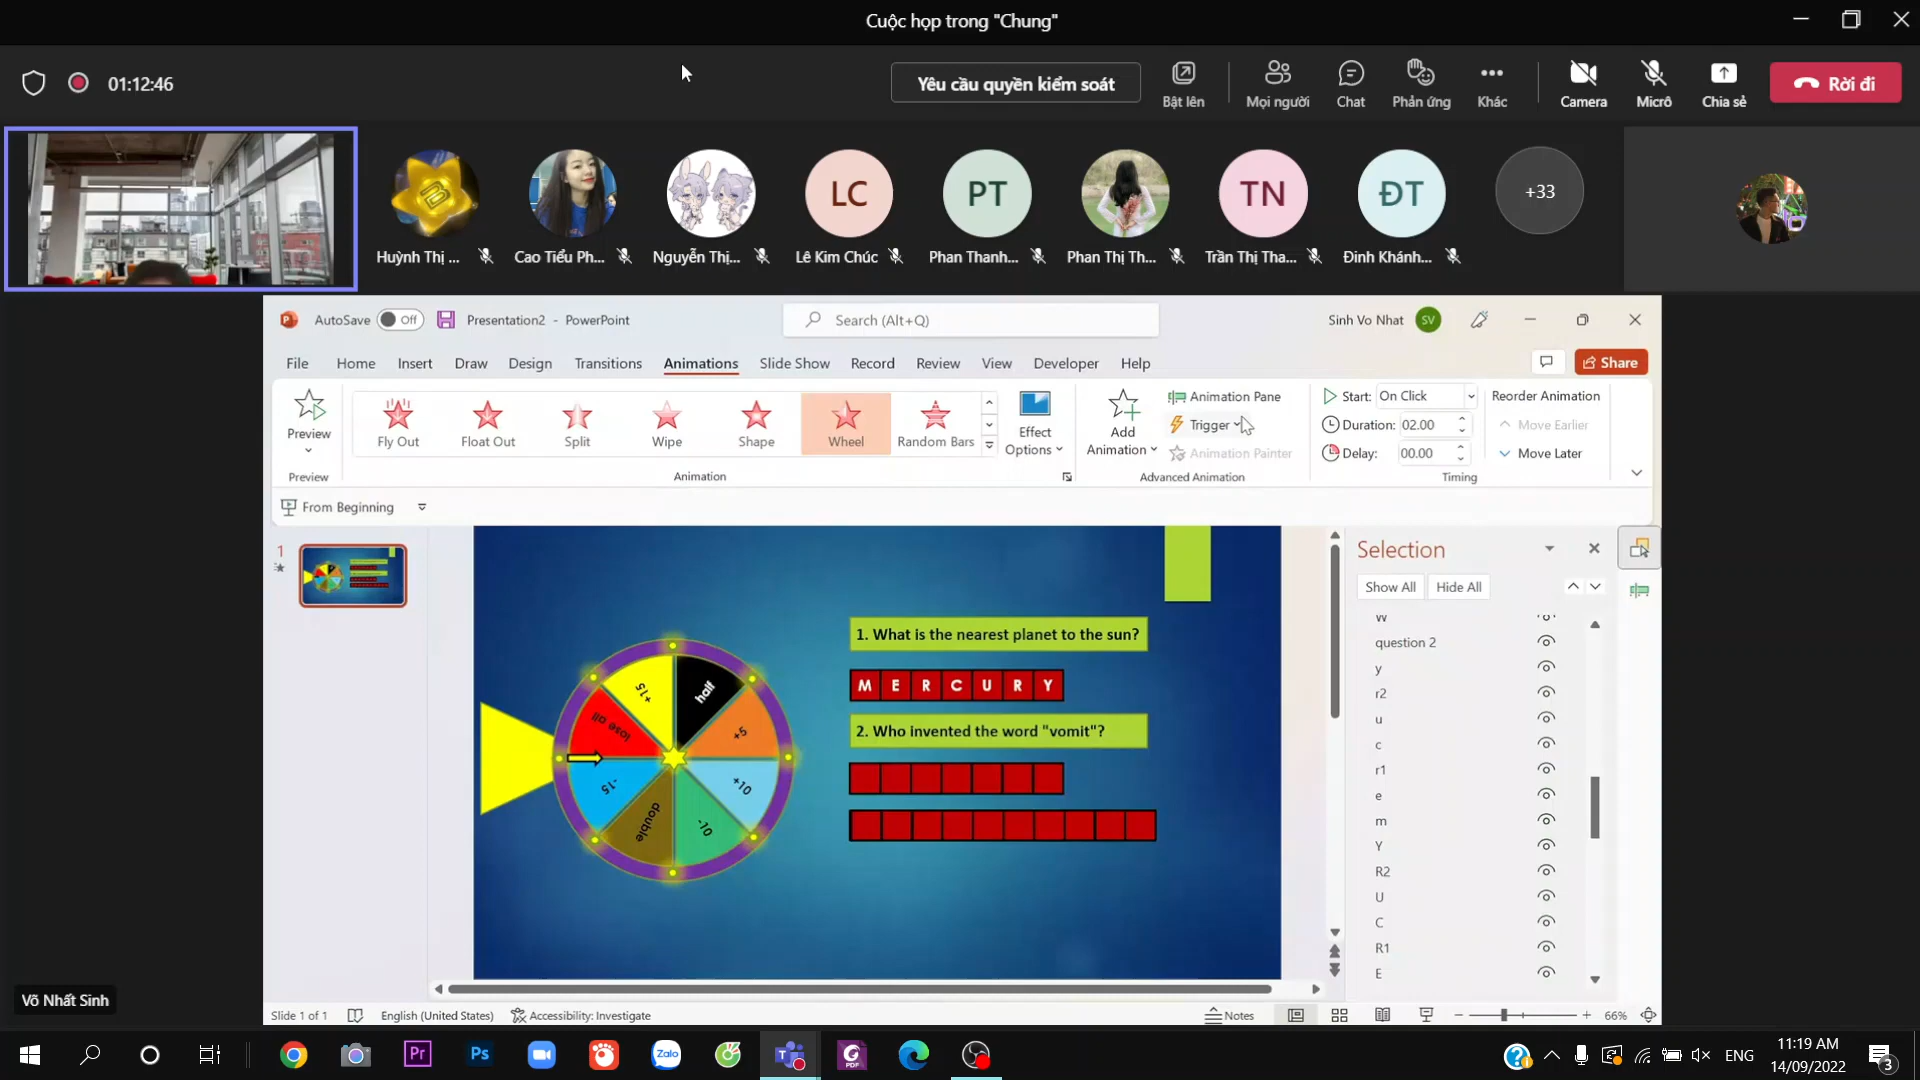 Cuộc họp trong "Chung"
01:12:46
Yêu cầu quyền kiểm soát
Bật lên
Mọi người
Chat
Phản ứng
Khác
Camera
Micrô
Chia sẻ
Rời đi
B
LC
PT
TN
ĐT
+33
Huỳnh Thị ...
Cao Tiểu Ph...
Nguyễn Thị...
Lê Kim Chúc
Phan Thanh...
Phan Thị Th...
Trần Thị Tha...
Đinh Khánh...
AutoSave Off
Presentation2 - PowerPoint
Search (Alt+Q)
Sinh Vo Nhat SV
File Home Insert Draw Design Transitions Animations Slide Show Record Review View Developer Help
Share
Preview
Fly Out
Float Out
Split
Wipe
Shape
Wheel
Random Bars
Effect
Options
Add
Animation
Animation Pane
Trigger
Animation Painter
Start: On Click
Duration: 02.00
Delay: 00.00
Reorder Animation
Move Earlier
Move Later
Preview
Animation
Advanced Animation
Timing
From Beginning
1
+15
half
+5
+10
-10
double
-15
lose all
1. What is the nearest planet to the sun?
M E R C U R Y
2. Who invented the word "vomit"?
Selection
Show All
Hide All
W
question 2
y
r2
u
c
r1
e
m
Y
R2
U
C
R1
E
Võ Nhất Sinh
Slide 1 of 1
English (United States)
Accessibility: Investigate
Notes
66%
Pr
Ps
Zalo
T
PDF
ENG
11:19 AM
14/09/2022
3